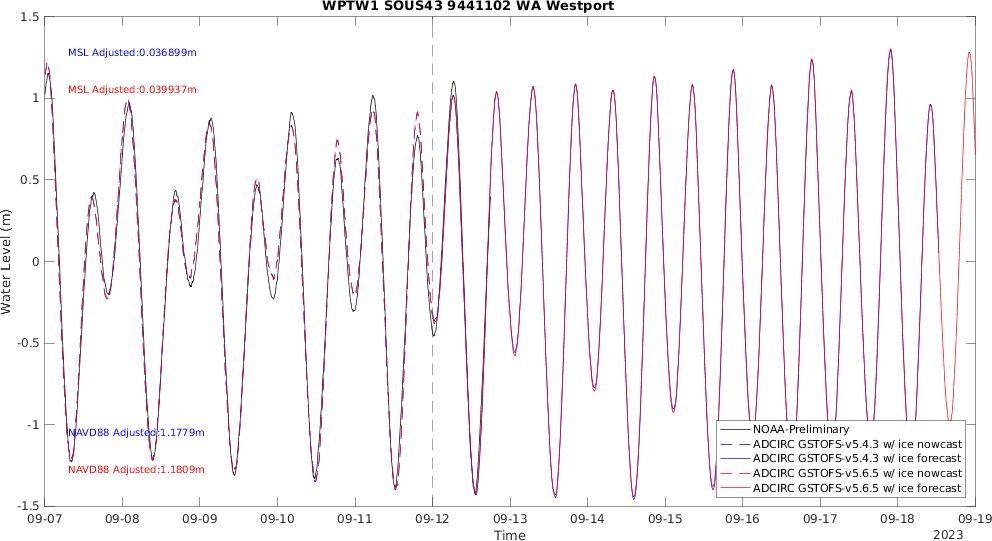 WPTW1 SOUS43 9441102 WA Westport
1.5
1
0.5
0
-0.5
-1
-1.5
Water Level (m)
MSL Adjusted:0.036899m
MSL Adjusted:0.039937m
NAVD88 Adjusted:1.1779m
NAVD88 Adjusted:1.1809m
NOAA-Preliminary
ADCIRC GSTOFS-v5.4.3 w/ ice nowcast
ADCIRC GSTOFS-v5.4.3 w/ ice forecast
ADCIRC GSTOFS-v5.6.5 w/ ice nowcast
ADCIRC GSTOFS-v5.6.5 w/ ice forecast
09-07 09-08 09-09 09-10 09-11 09-12 09-13 09-14 09-15 09-16 09-17 09-18 09-19
Time
2023